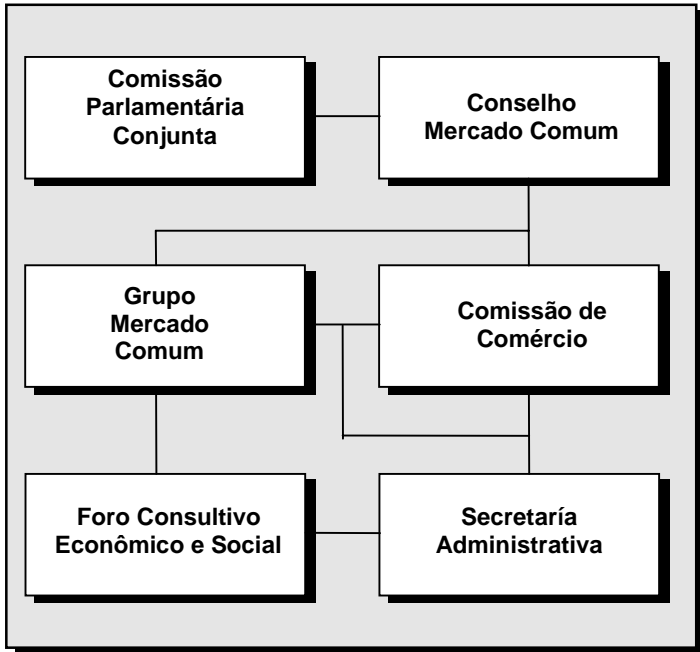 Comissão
Parlamentária
Conjunta
Conselho
Mercado Comum
Grupo
Mercado
Comum
Comissão de
Comércio
Foro Consultivo
Econômico e Social
Secretaría
Administrativa